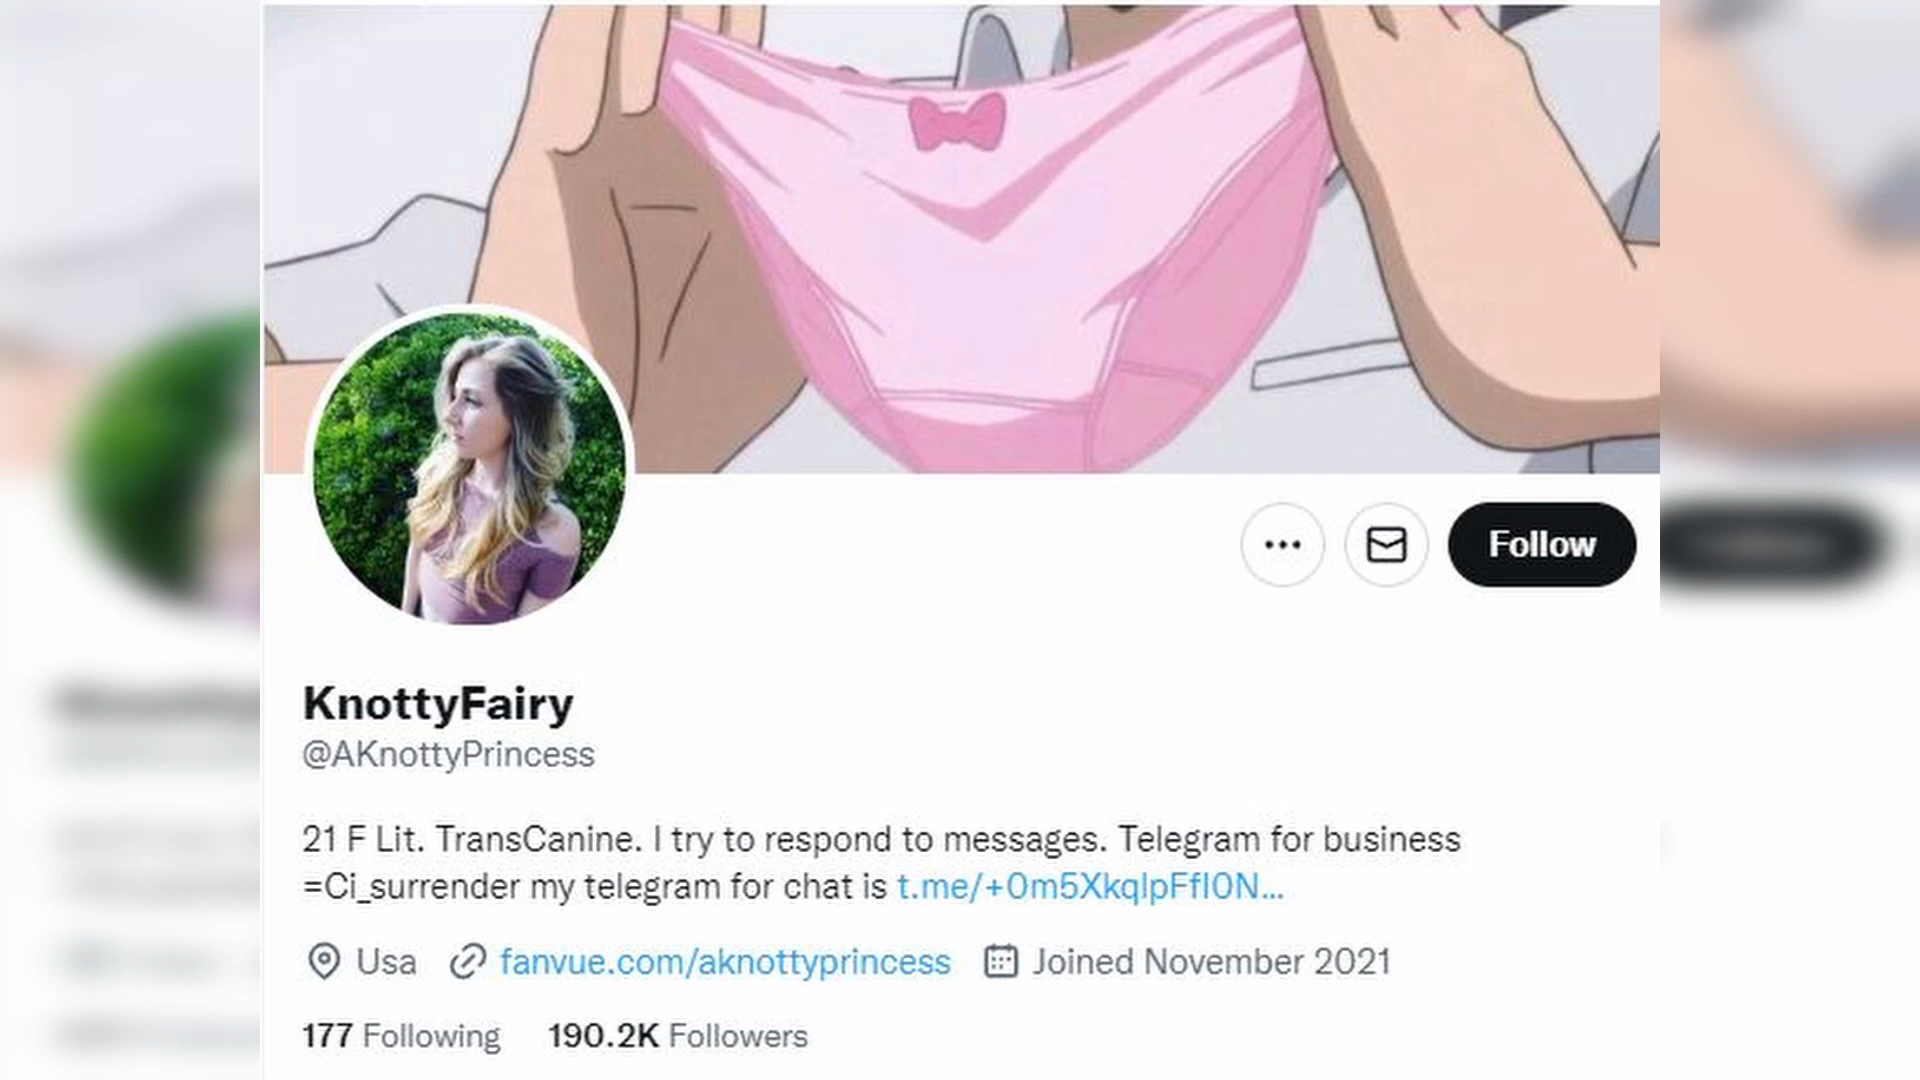 Follow
KnottyFairy
@AKnottyPrincess
21 F Lit. TransCanine. I try to respond to messages. Telegram for business
=Ci_surrender my telegram for chat is t.me/+0m5XkqlpFfI0N...
Usa fanvue.com/aknottyprincess Joined November 2021
177 Following 190.2K Followers